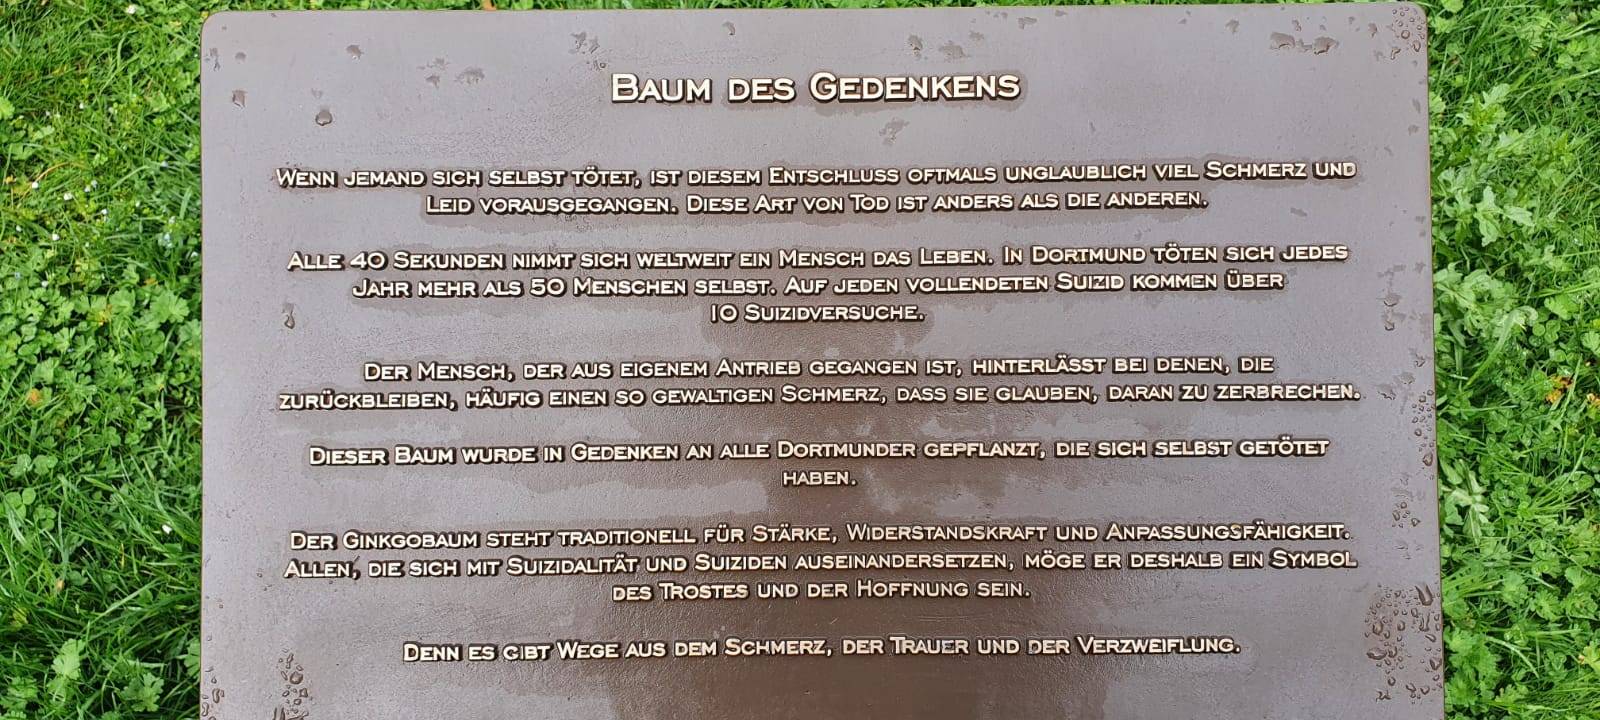 Baum des Gedenkens
Wenn jemand sich selbst tötet, ist diesem Entschluss oftmals unglaublich viel Schmerz und
Leid vorausgegangen. Diese Art von Tod ist anders als die anderen.
Alle 40 Sekunden nimmt sich weltweit ein Mensch das Leben. In Dortmund töten sich jedes
Jahr mehr als 50 Menschen selbst. Auf jeden vollendeten Suizid kommen über
10 Suizidversuche.
Der Mensch, der aus eigenem Antrieb gegangen ist, hinterlässt bei denen, die
zurückbleiben, häufig einen so gewaltigen Schmerz, dass sie glauben, daran zu zerbrechen.
Dieser Baum wurde in Gedenken an alle Dortmunder gepflanzt, die sich selbst getötet
haben.
Der Ginkgobaum steht traditionell für Stärke, Widerstandskraft und Anpassungsfähigkeit.
Allen, die sich mit Suizidalität und Suiziden auseinandersetzen, möge er deshalb ein Symbol
des Trostes und der Hoffnung sein.
Denn es gibt Wege aus dem Schmerz, der Trauer und der Verzweiflung.